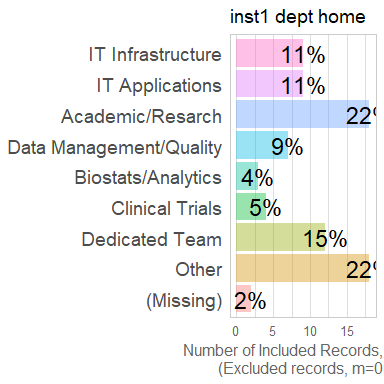 inst1 dept home
IT Infrastructure 11%
IT Applications 11%
Academic/Resarch 22%
Data Management/Quality 9%
Biostats/Analytics 4%
Clinical Trials 5%
Dedicated Team 15%
Other 22%
(Missing) 2%
0 5 10 15
Number of Included Records,
(Excluded records, m=0